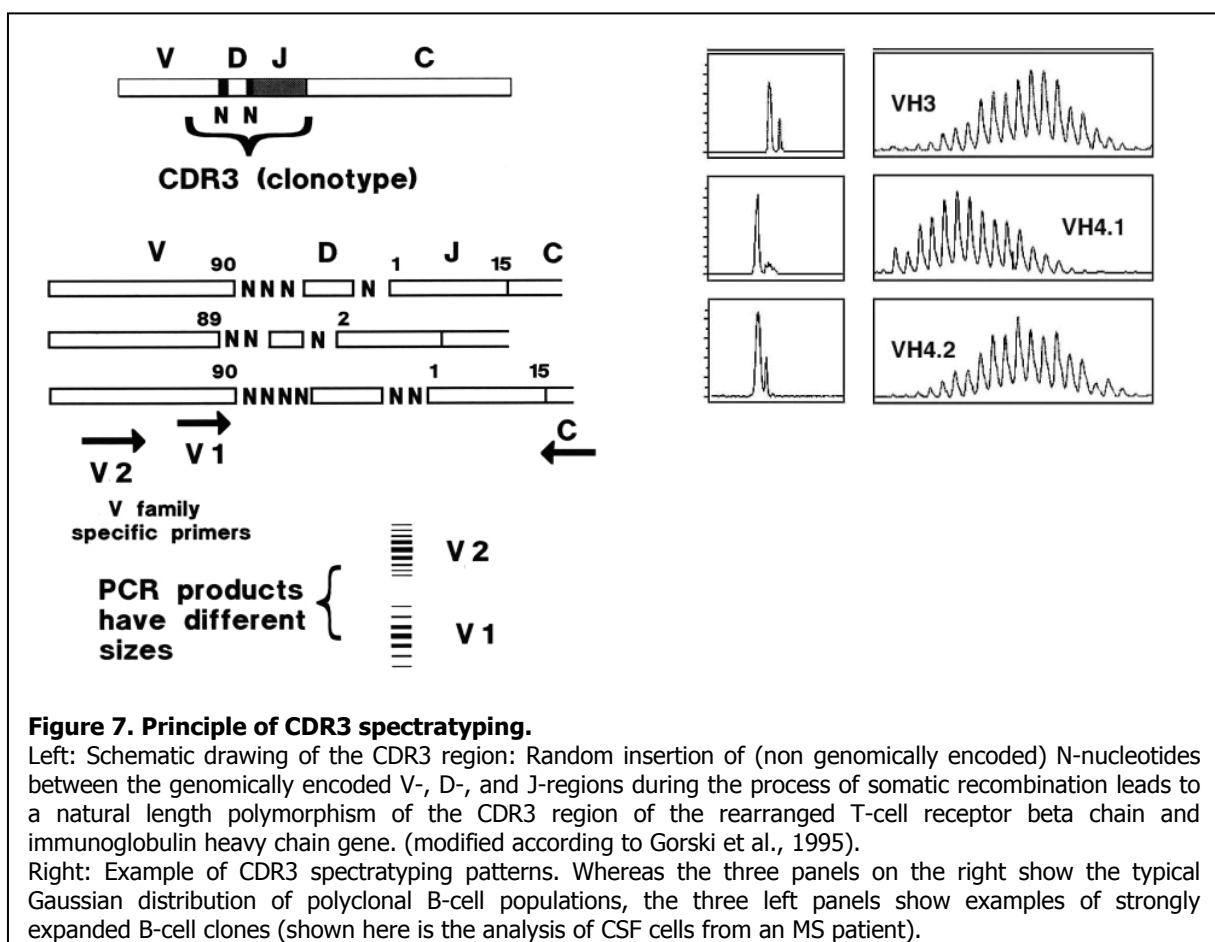 V D J C
N N
CDR3 (clonotype)
V D J C
90 1 15
N N N N
89 2
N N N
90 1 15
N N N N N N
V 2 V 1 C
V family
specific primers
PCR products
have different
sizes
V 2
V 1
VH3
VH4.1
VH4.2
Figure 7. Principle of CDR3 spectratyping.
Left: Schematic drawing of the CDR3 region: Random insertion of (non genomically encoded) N-nucleotides
between the genomically encoded V-, D-, and J-regions during the process of somatic recombination leads to
a natural length polymorphism of the CDR3 region of the rearranged T-cell receptor beta chain and
immunoglobulin heavy chain gene. (modified according to Gorski et al., 1995).
Right: Example of CDR3 spectratyping patterns. Whereas the three panels on the right show the typical
Gaussian distribution of polyclonal B-cell populations, the three left panels show examples of strongly
expanded B-cell clones (shown here is the analysis of CSF cells from an MS patient).